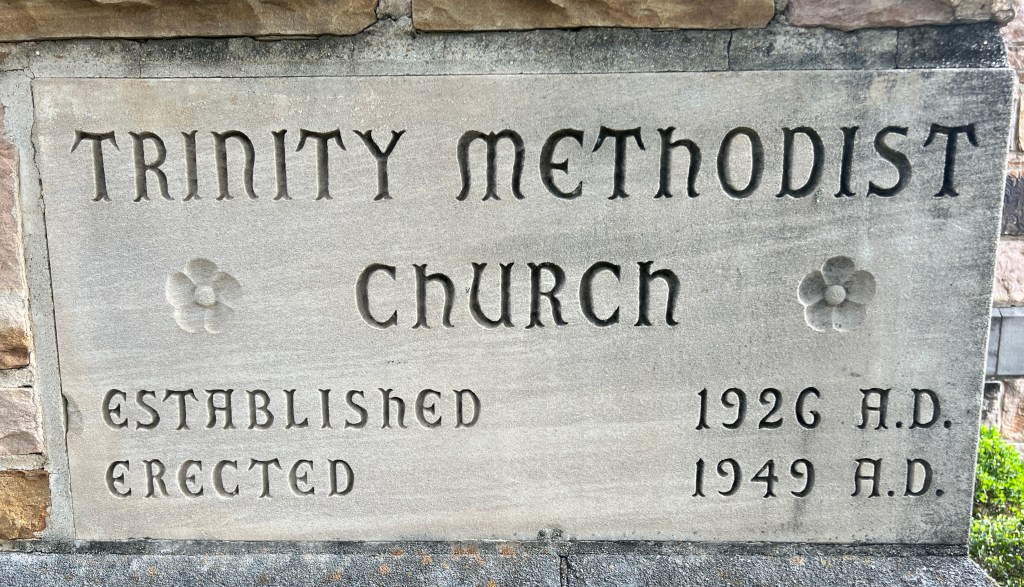 TRINITY METHODIST
CHURCH
ESTABLISHED 1926 A.D.
ERECTED 1949 A.D.